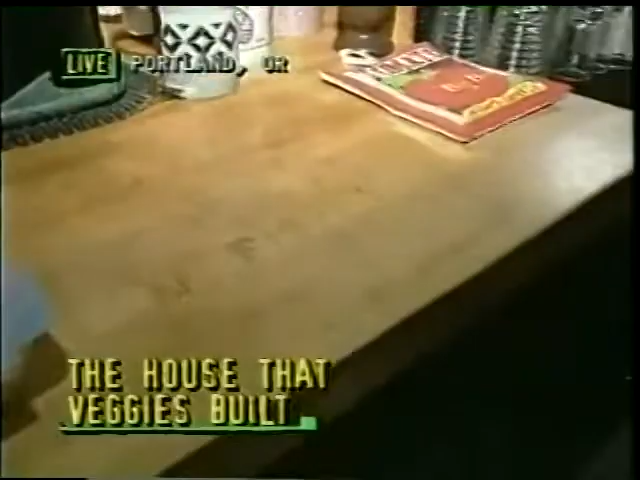 LIVE PORTLAND, OR
THE HOUSE THAT
VEGGIES BUILT